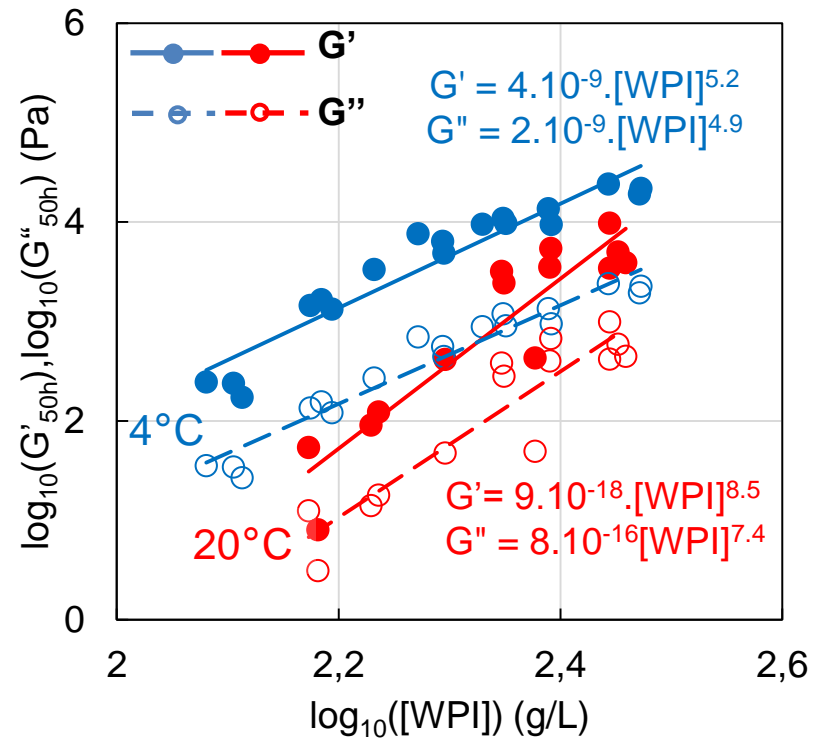 6
4
2
0
log₁₀(G’₅₀ₕ),log₁₀(G“₅₀ₕ) (Pa)
G’
G’’
G' = 4.10⁻⁹.[WPI]⁵·²
G" = 2.10⁻⁹.[WPI]⁴·⁹
4°C
20°C
G’= 9.10⁻¹⁸.[WPI]⁸·⁵
G" = 8.10⁻¹⁶[WPI]⁷·⁴
2 2,2 2,4 2,6
log₁₀([WPI]) (g/L)